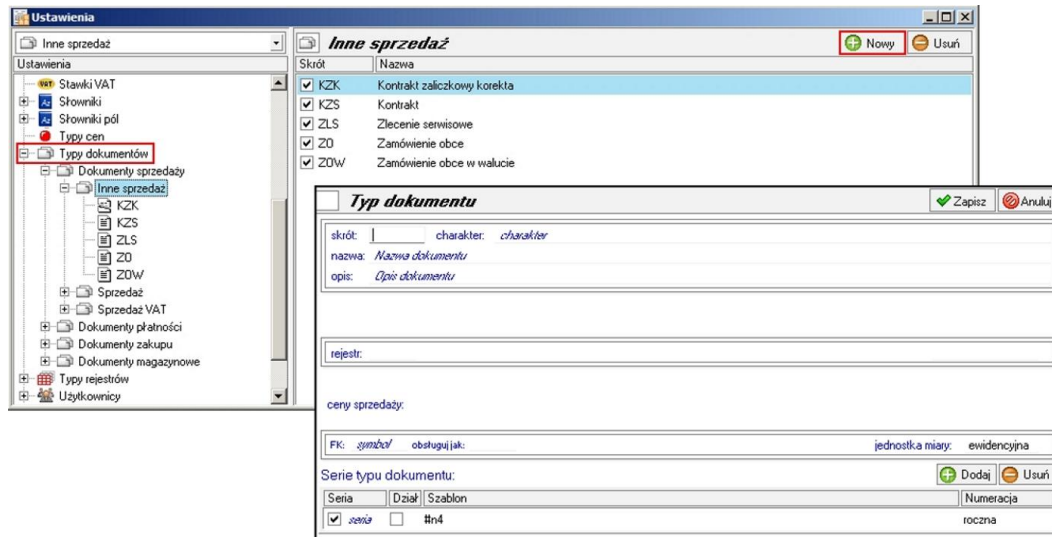 Ustawienia
Inne sprzedaż
Inne sprzedaż
Nowy
Usuń
Ustawienia
Skrót Nazwa
VAT Stawki VAT
Az Słowniki
Az Słowniki pól
Typy cen
Typy dokumentów
Dokumenty sprzedaży
Inne sprzedaż
KZK
KZS
ZLS
ZO
ZOW
Sprzedaż
Sprzedaż VAT
Dokumenty płatności
Dokumenty zakupu
Dokumenty magazynowe
Typy rejestrów
Użytkownicy
KZK Kontrakt zaliczkowy korekta
KZS Kontrakt
ZLS Zlecenie serwisowe
ZO Zamówienie obce
ZOW Zamówienie obce w walucie
Typ dokumentu
Zapisz
Anuluj
skrót: charakter: charakter
nazwa: Nazwa dokumentu
opis: Opis dokumentu
rejestr:
ceny sprzedaży:
FK: symbol obsługuj jak: jednostka miary: ewidencyjna
Serie typu dokumentu:
Dodaj
Usuń
Seria Dział Szablon Numeracja
seria #n4 roczna